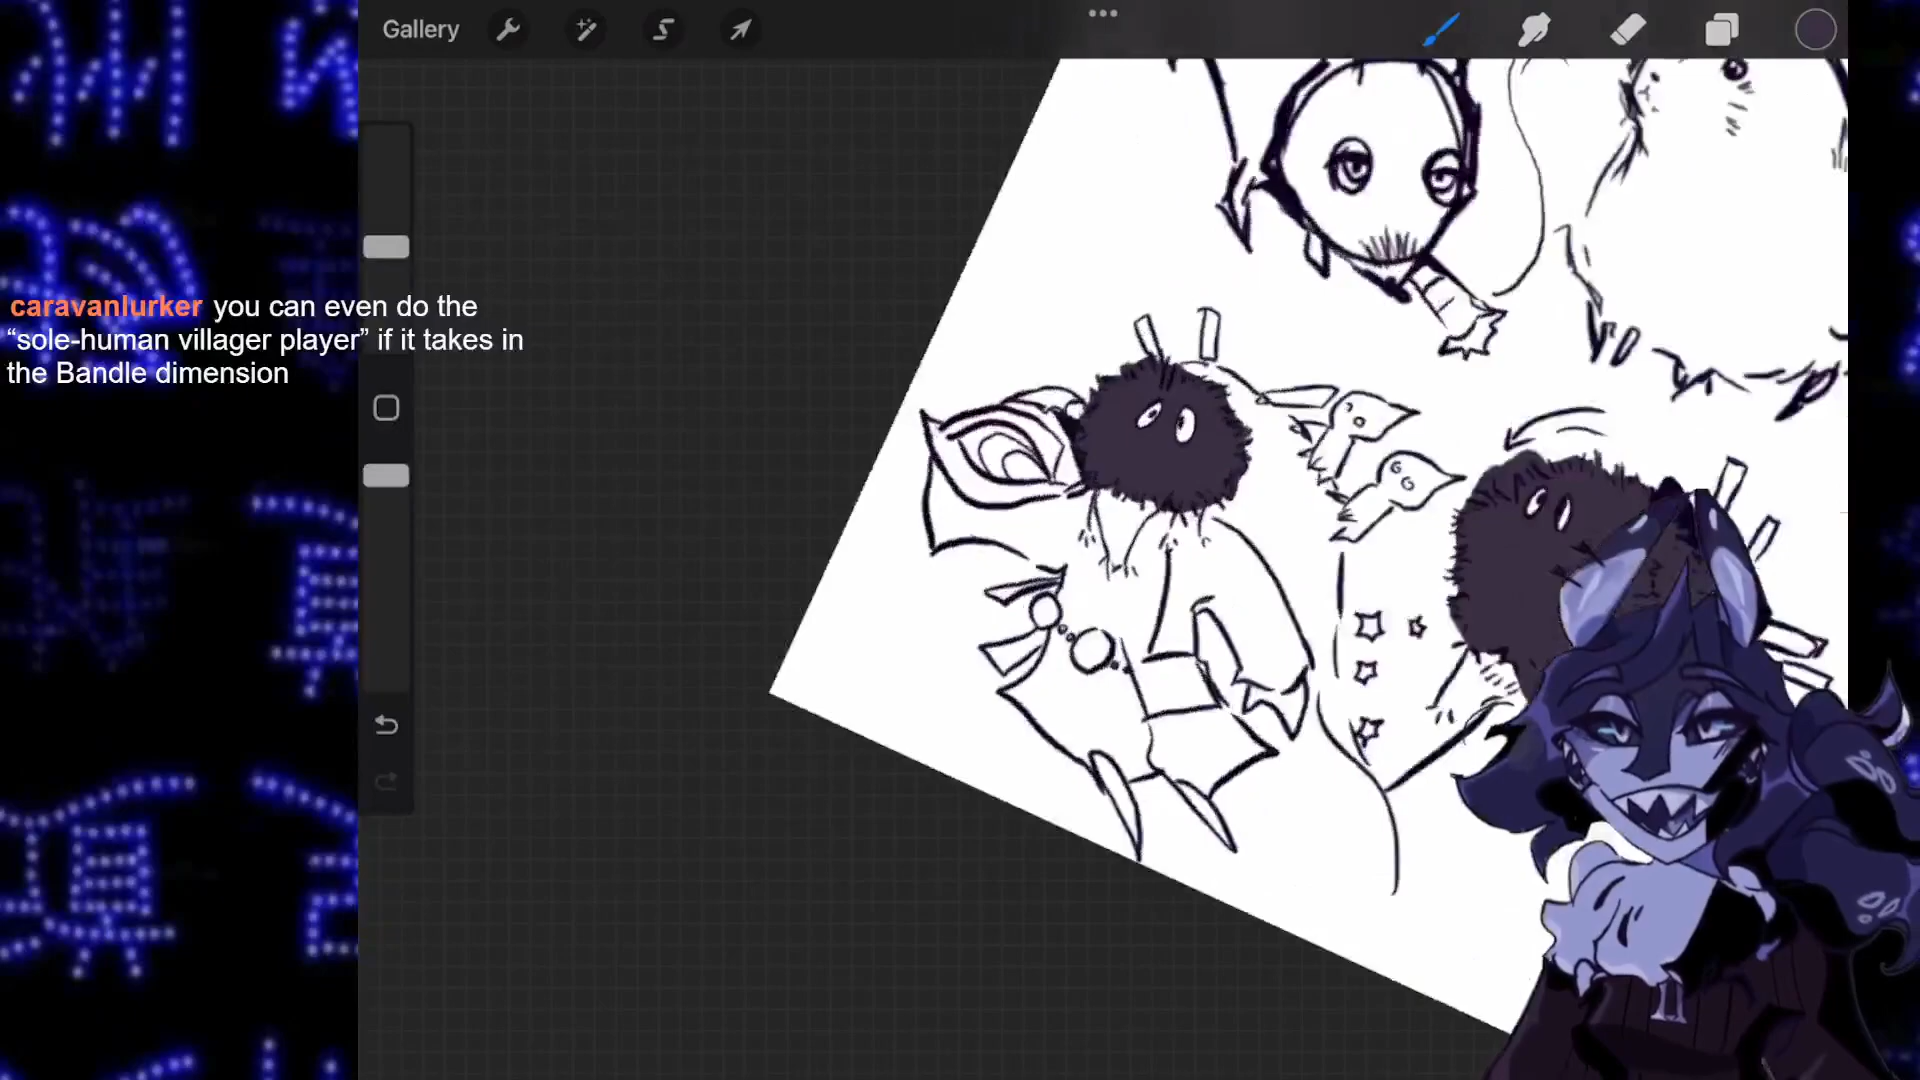 Gallery
caravanlurker you can even do the
“sole-human villager player” if it takes in
the Bandle dimension